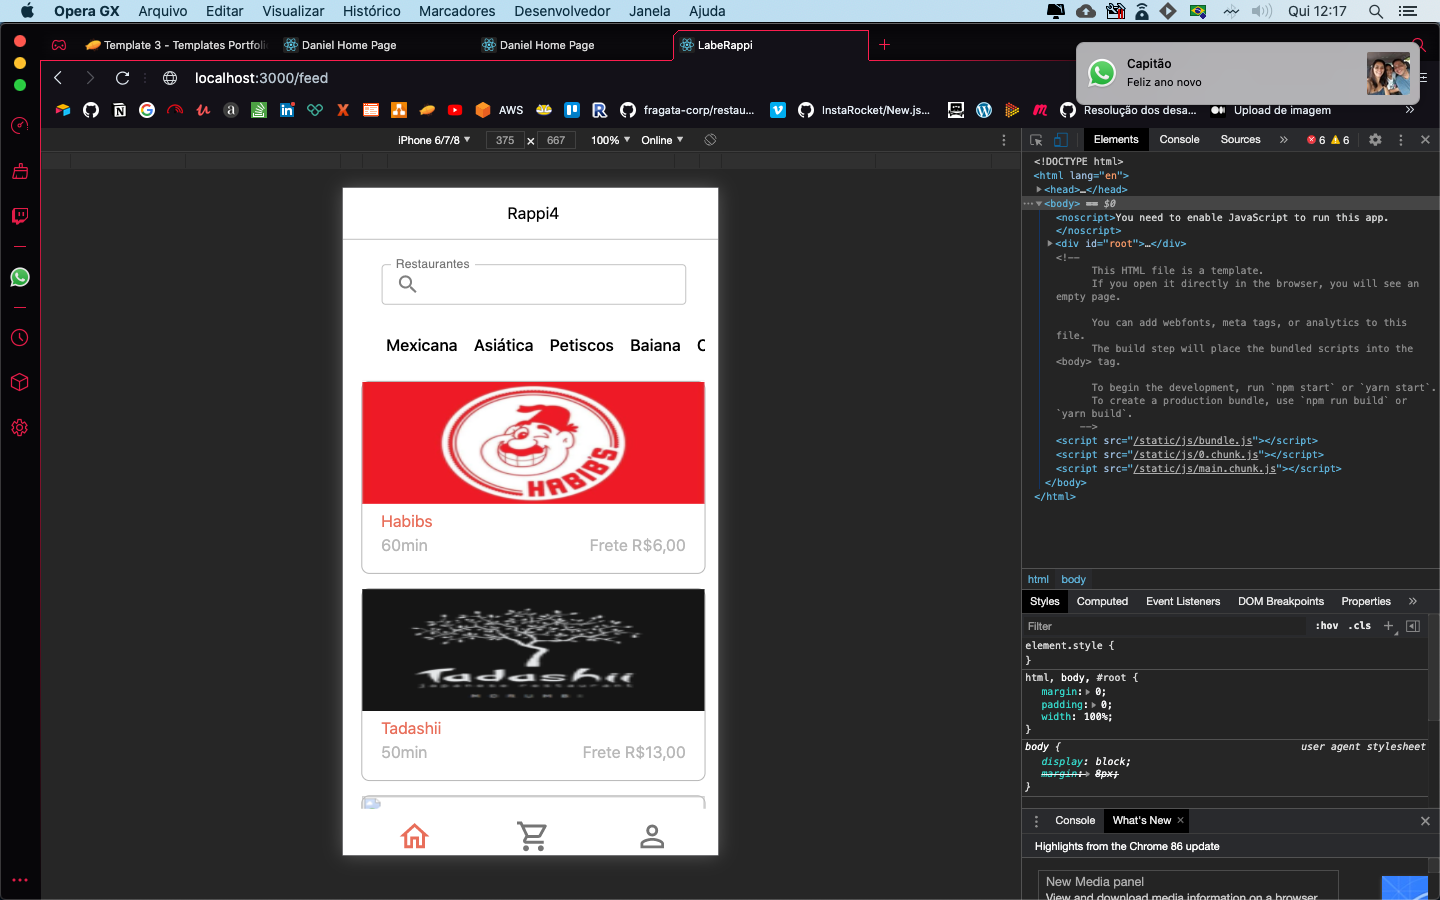 Opera GX Arquivo Editar Visualizar Histórico Marcadores Desenvolvedor Janela Ajuda Qui 12:17
Template 3 - Templates Portfoli
Daniel Home Page
Daniel Home Page
LabeRappi
Capitão
Feliz ano novo
localhost:3000/feed
AWS
fragata-corp/restau...
InstaRocket/New.js...
Resolução dos desa...
Upload de imagem
iPhone 6/7/8 375 x 667 100% Online
Elements Console Sources 6 6
<!DOCTYPE html>
<html lang="en">
<head>…</head>
<body> == $0
<noscript>You need to enable JavaScript to run this app.
</noscript>
<div id="root">…</div>
<!--
This HTML file is a template.
If you open it directly in the browser, you will see an
empty page.
You can add webfonts, meta tags, or analytics to this
file.
The build step will place the bundled scripts into the
<body> tag.
To begin the development, run `npm start` or `yarn start`.
To create a production bundle, use `npm run build` or
`yarn build`.
-->
<script src="/static/js/bundle.js"></script>
<script src="/static/js/0.chunk.js"></script>
<script src="/static/js/main.chunk.js"></script>
</body>
</html>
Rappi4
Restaurantes
Mexicana Asiática Petiscos Baiana
HABIB'S
Habibs
60min Frete R$6,00
Tadashii
japanese restaurant
Tadashii
50min Frete R$13,00
html body
Styles Computed Event Listeners DOM Breakpoints Properties
Filter :hov .cls
element.style {
}
html, body, #root {
margin: 0;
padding: 0;
width: 100%;
}
body { user agent stylesheet
display: block;
margin: 8px;
}
Console What's New
Highlights from the Chrome 86 update
New Media panel
View and download media information on a browser